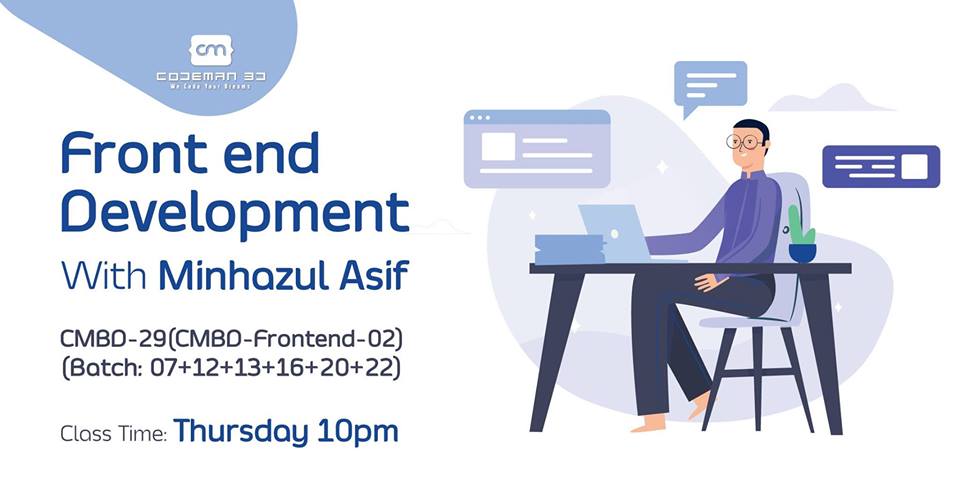 cm
CODEMAN BD
We Code Your Dreams
Front end
Development
With Minhazul Asif
CMBD-29(CMBD-Frontend-02)
(Batch: 07+12+13+16+20+22)
Class Time: Thursday 10pm